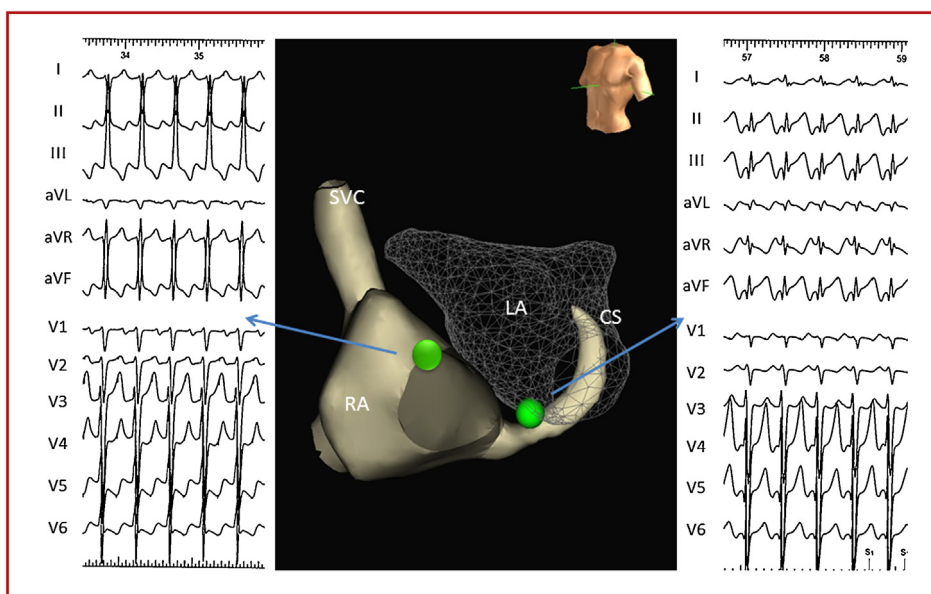 34 35
I
II
III
aVL
aVR
aVF
V1
V2
V3
V4
V5
V6
SVC
LA
CS
RA
57 58 59
I
II
III
aVL
aVR
aVF
V1
V2
V3
V4
V5
V6
S1 S